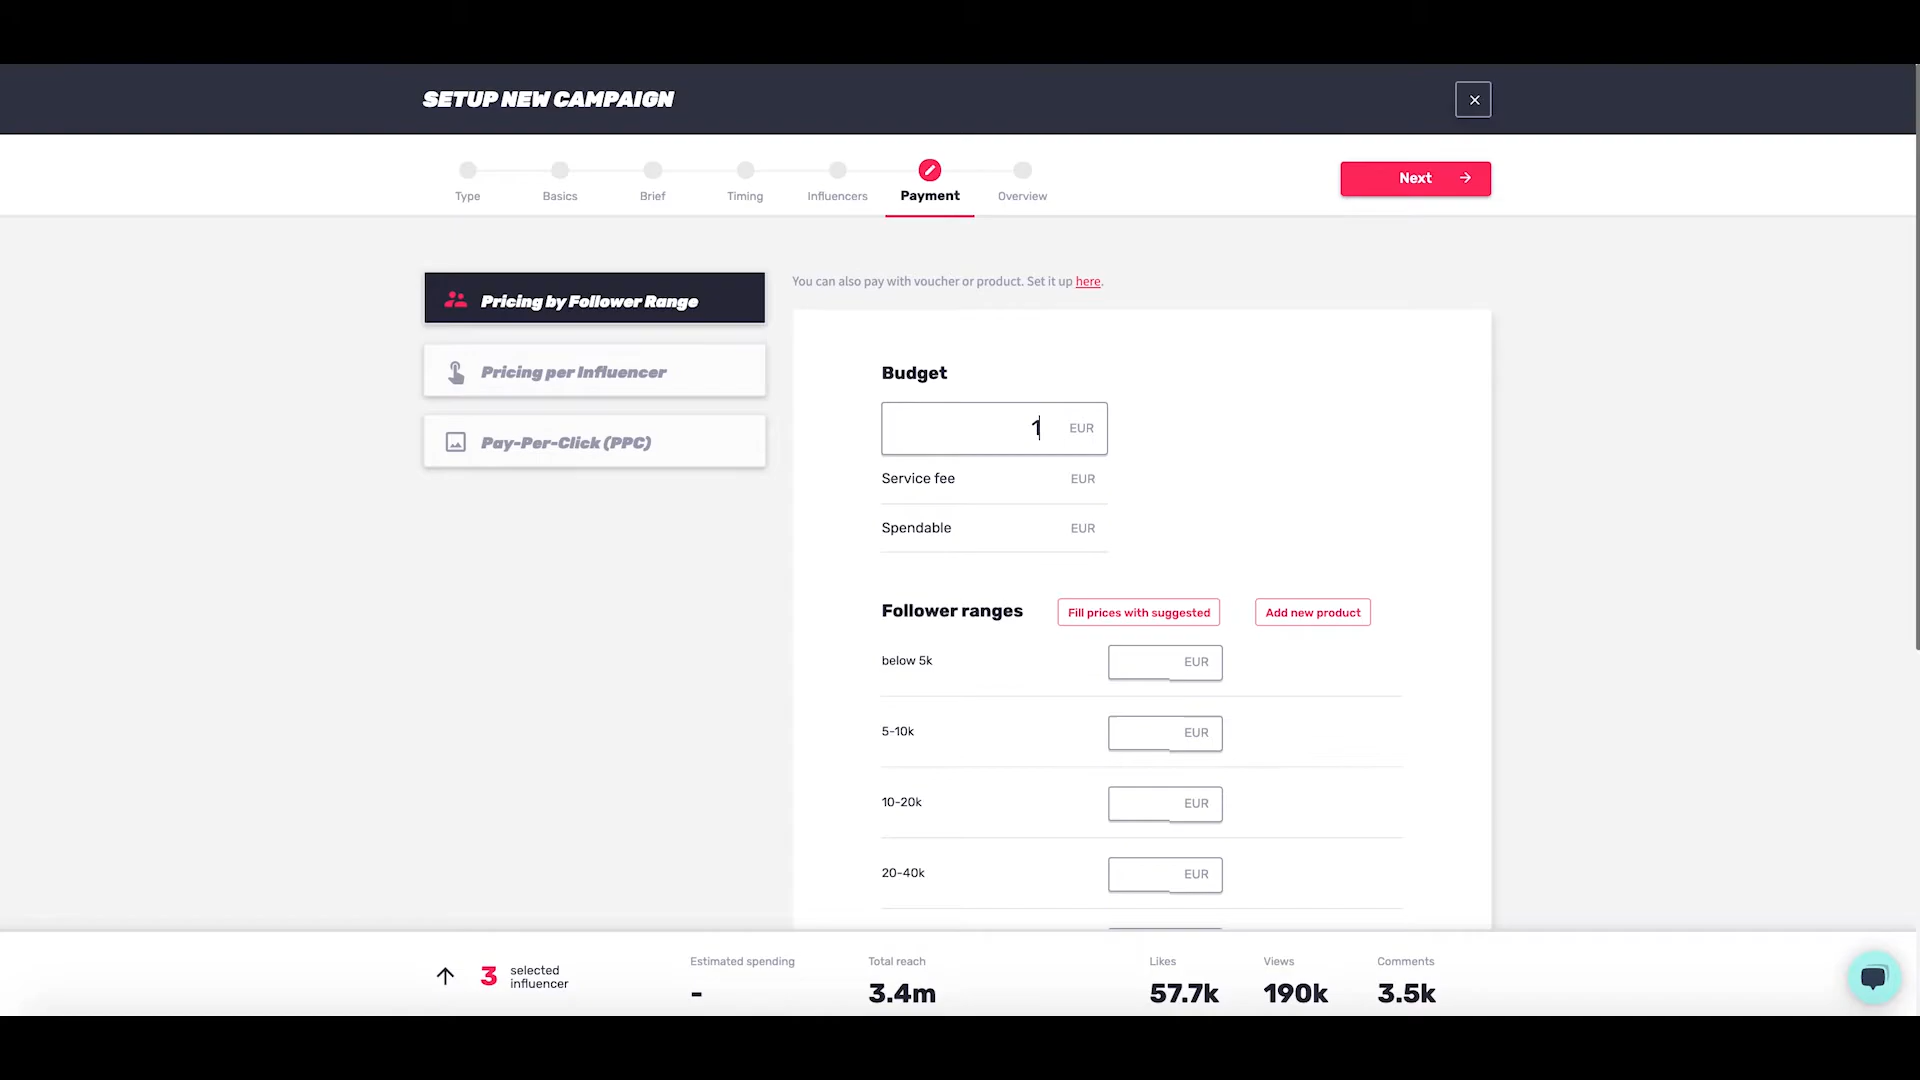 SETUP NEW CAMPAIGN
Type
Basics
Brief
Timing
Influencers
Payment
Overview
Next
Pricing by Follower Range
Pricing per Influencer
Pay-Per-Click (PPC)
You can also pay with voucher or product. Set it up here.
Budget
1 EUR
Service fee EUR
Spendable EUR
Follower ranges
Fill prices with suggested
Add new product
below 5k EUR
5-10k EUR
10-20k EUR
20-40k EUR
3 selected
influencer
Estimated spending
-
Total reach
3.4m
Likes
57.7k
Views
190k
Comments
3.5k